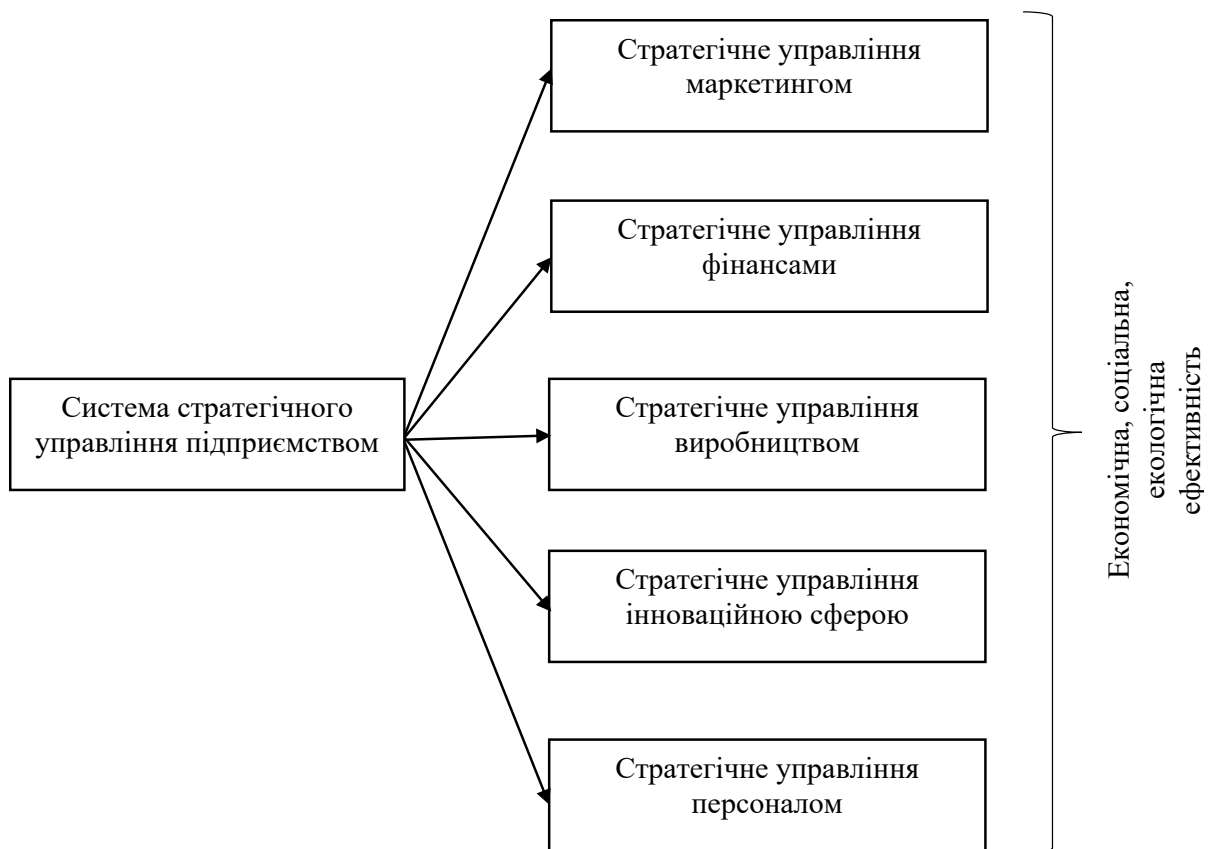 Стратегічне управління
маркетингом
Стратегічне управління
фінансами
Система стратегічного
управління підприємством
Стратегічне управління
виробництвом
Стратегічне управління
інноваційною сферою
Стратегічне управління
персоналом
Економічна, соціальна,
екологічна
ефективність